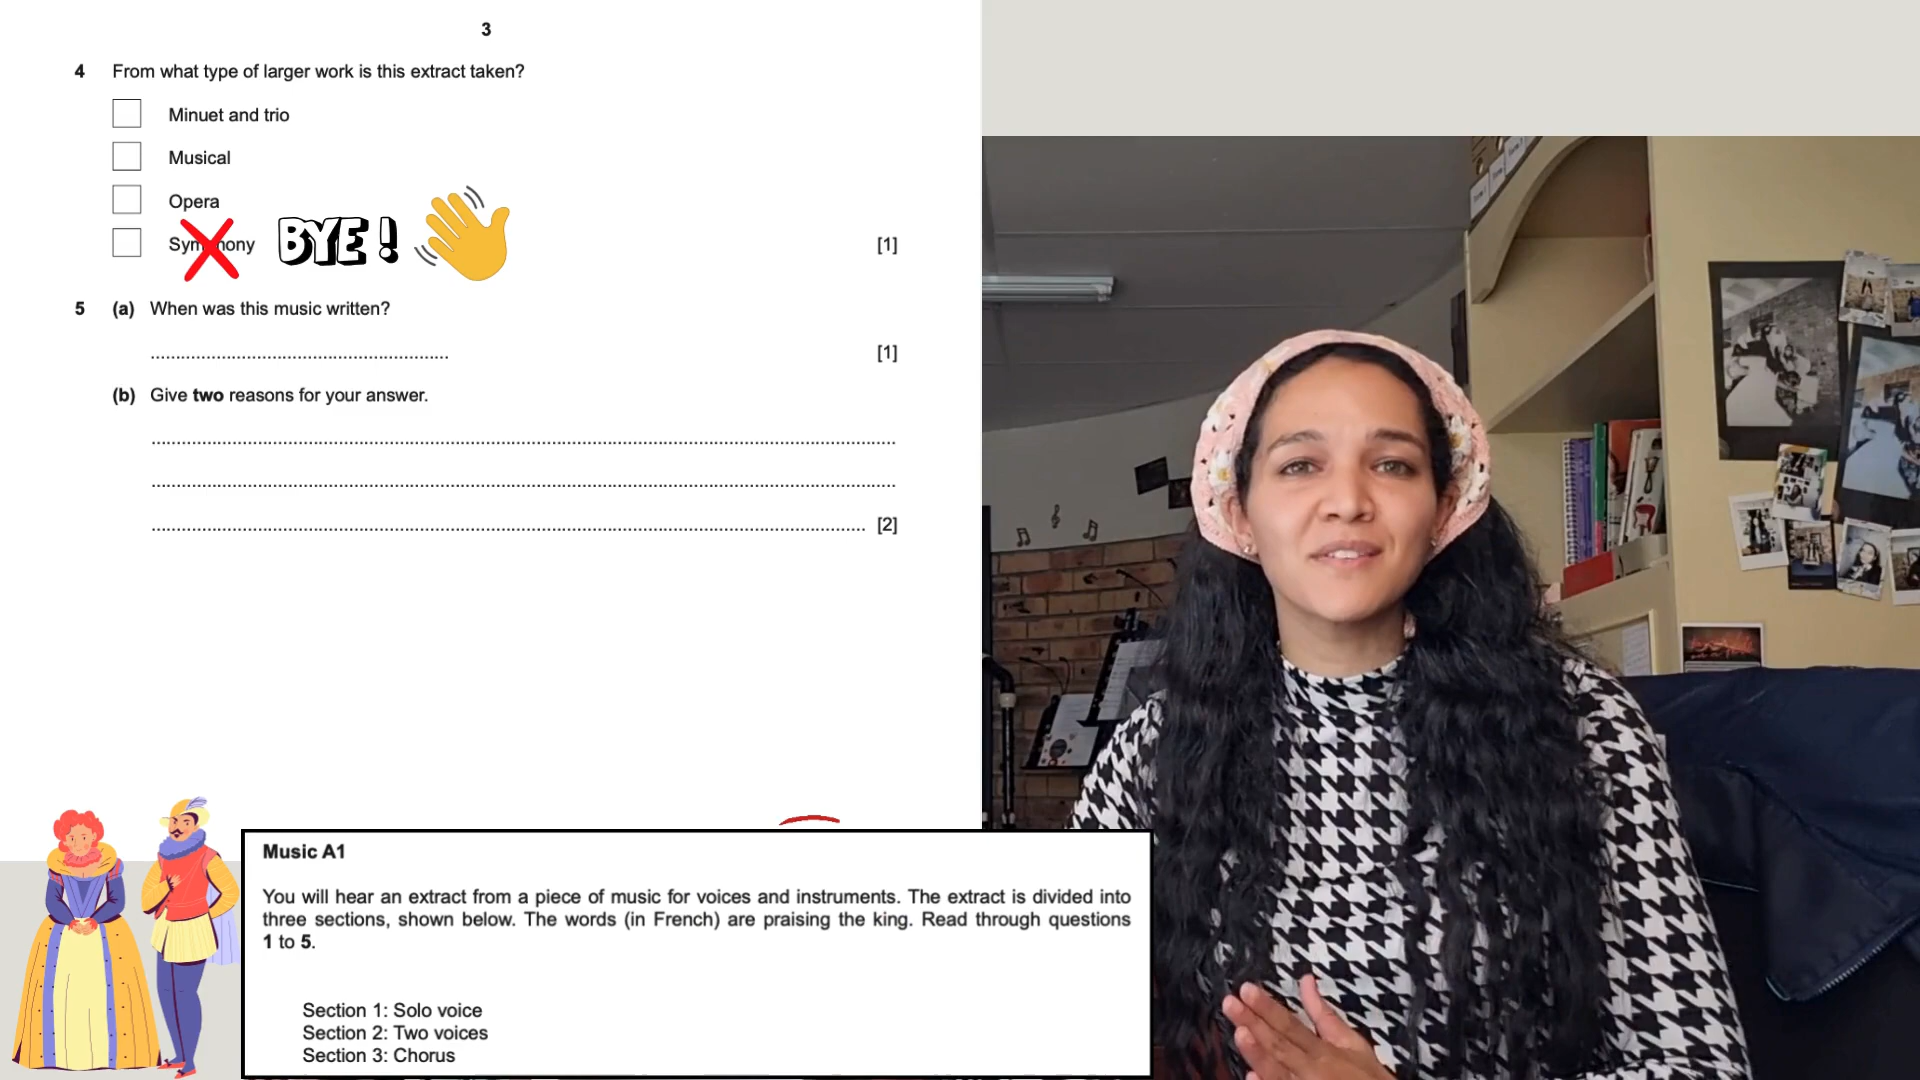 3
4 From what type of larger work is this extract taken?
Minuet and trio
Musical
Opera
BYE!
[1]
5 (a) When was this music written?
[1]
(b) Give two reasons for your answer.
[2]
Music A1
You will hear an extract from a piece of music for voices and instruments. The extract is divided into
three sections, shown below. The words (in French) are praising the king. Read through questions
1 to 5.
Section 1: Solo voice
Section 2: Two voices
Section 3: Chorus